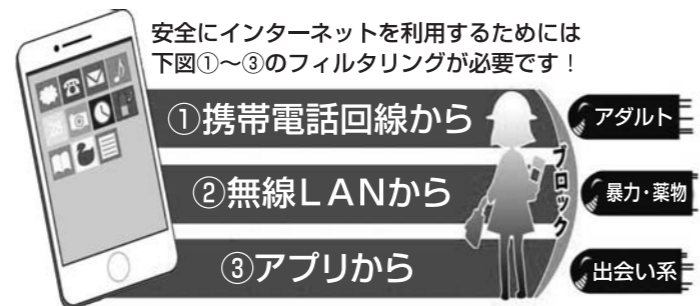 安全にインターネットを利用するためには
下図①～③のフィルタリングが必要です！
①携帯電話回線から
②無線LANから
③アプリから
ブロック
アダルト
暴力・薬物
出会い系